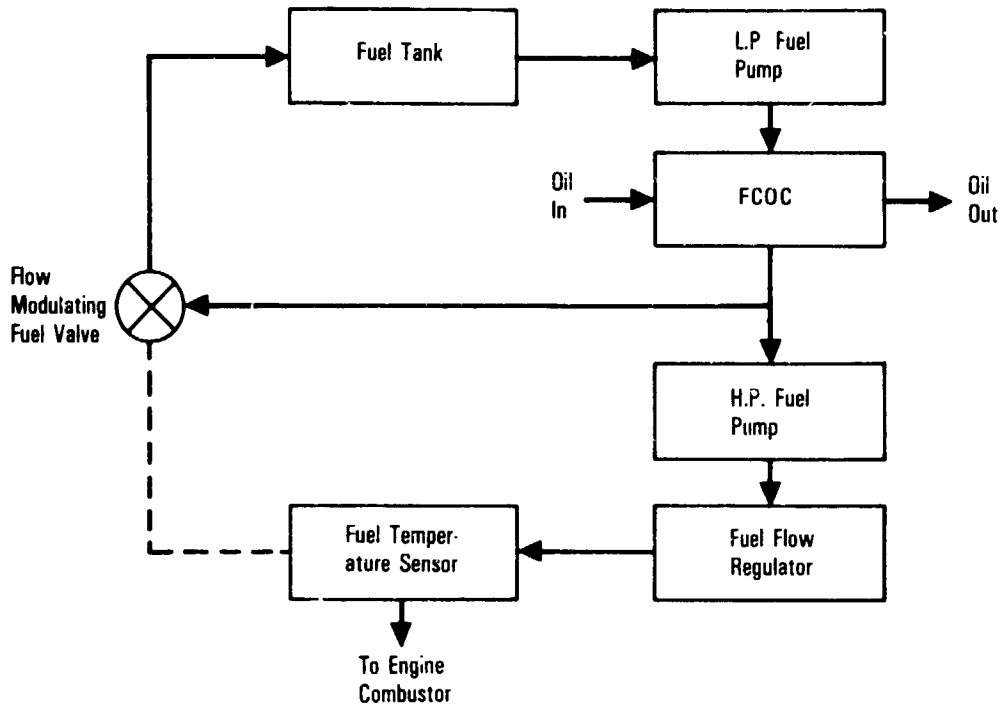 Fuel Tank
L.P Fuel
Pump
Oil
In
FCOC
Oil
Out
Flow
Modulating
Fuel Valve
H.P. Fuel
Pump
Fuel Temper-
ature Sensor
Fuel Flow
Regulator
To Engine
Combustor